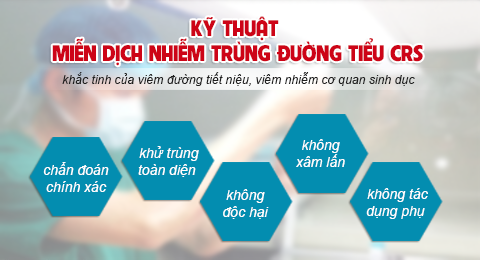 KỸ THUẬT
MIỄN DỊCH NHIỄM TRÙNG ĐƯỜNG TIỂU CRS
khắc tinh của viêm đường tiết niệu, viêm nhiễm cơ quan sinh dục
chẩn đoán
chính xác
khử trùng
toàn diện
không
độc hại
không
xâm lấn
không tác
dụng phụ